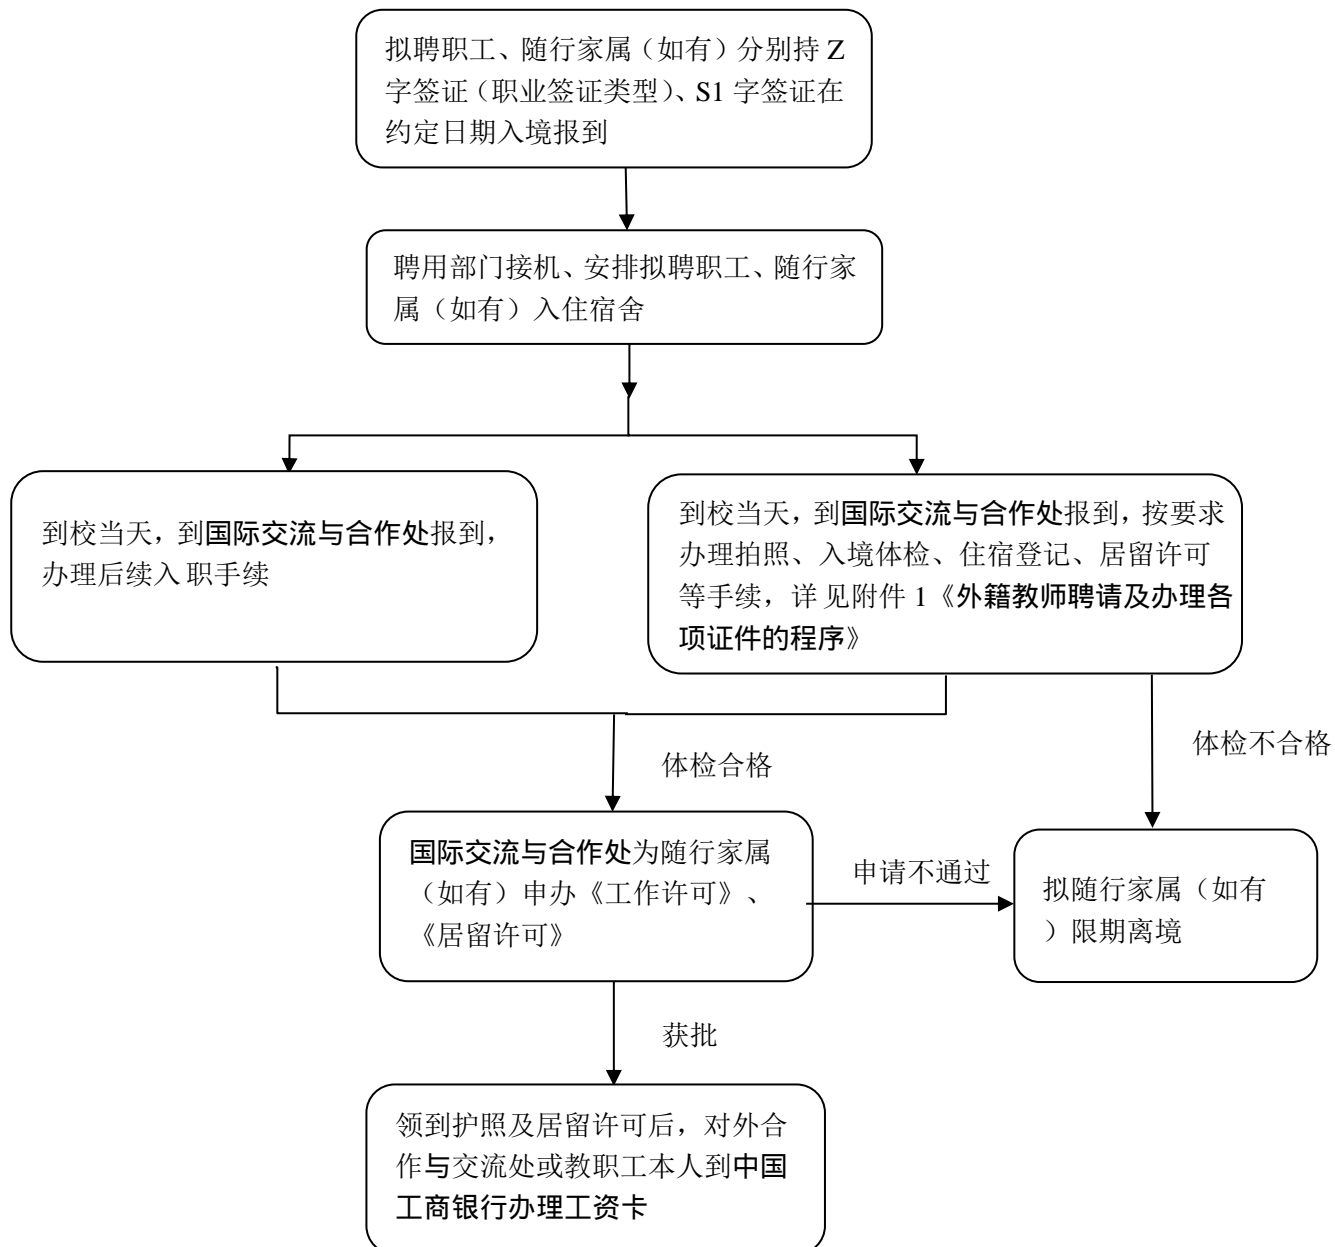 拟聘职工、随行家属（如有）分别持 Z
字签证（职业签证类型）、S1 字签证在
约定日期入境报到
聘用部门接机、安排拟聘职工、随行家
属（如有）入住宿舍
到校当天，到国际交流与合作处报到，
办理后续入职手续
到校当天，到国际交流与合作处报到，按要求
办理拍照、入境体检、住宿登记、居留许可
等手续，详见附件 1《外籍教师聘请及办理各
项证件的程序》
体检合格
体检不合格
国际交流与合作处为随行家属
（如有）申办《工作许可》、
《居留许可》
申请不通过
拟随行家属（如有
）限期离境
获批
领到护照及居留许可后，对外合
作与交流处或教职工本人到中国
工商银行办理工资卡